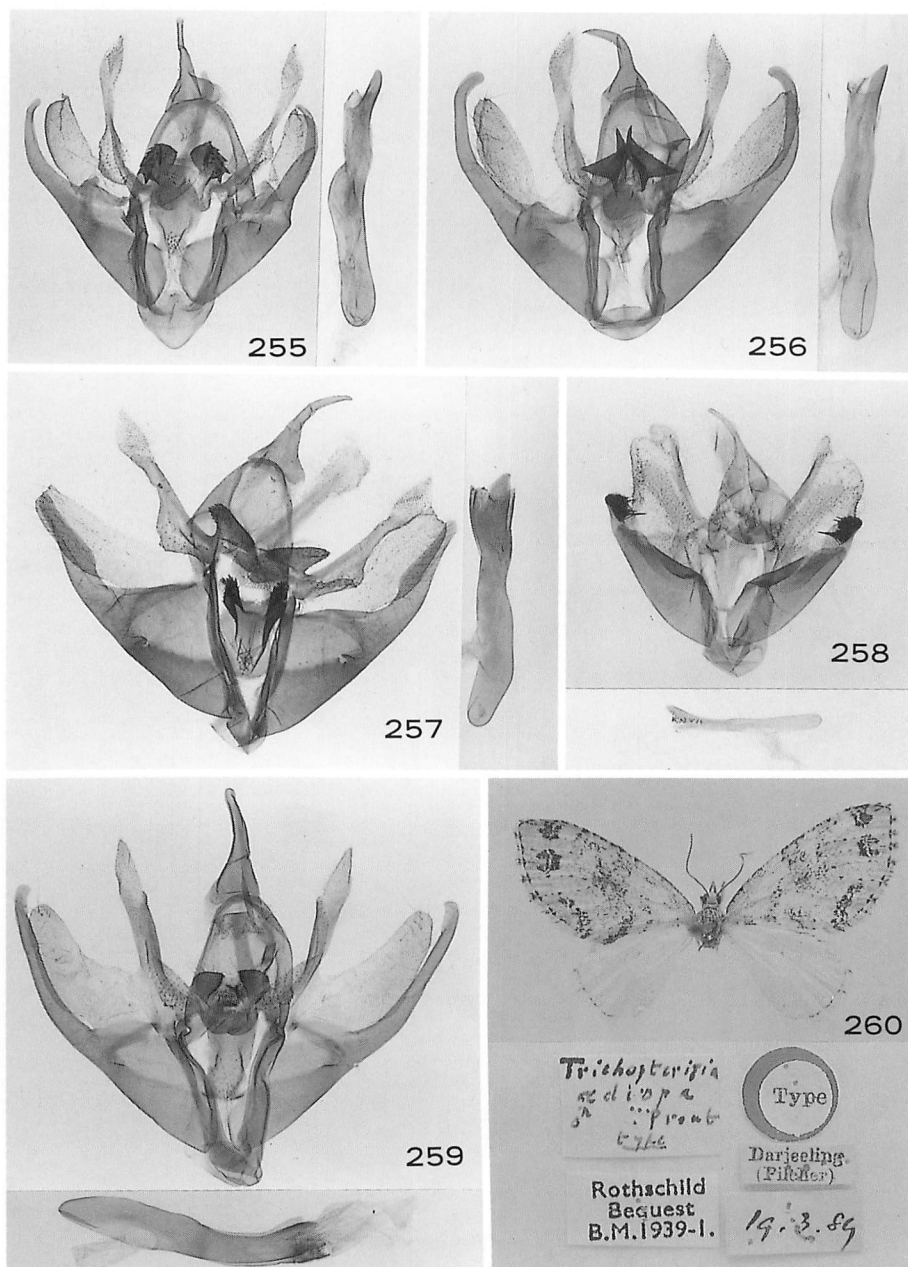 255
256
257
258
259
260
Trichopterigia
ædiopa
♂ Prout
type
Type
Darjeeling
(Pilcher)
Rothschild
Bequest
B.M.1939-1.
19.3.89